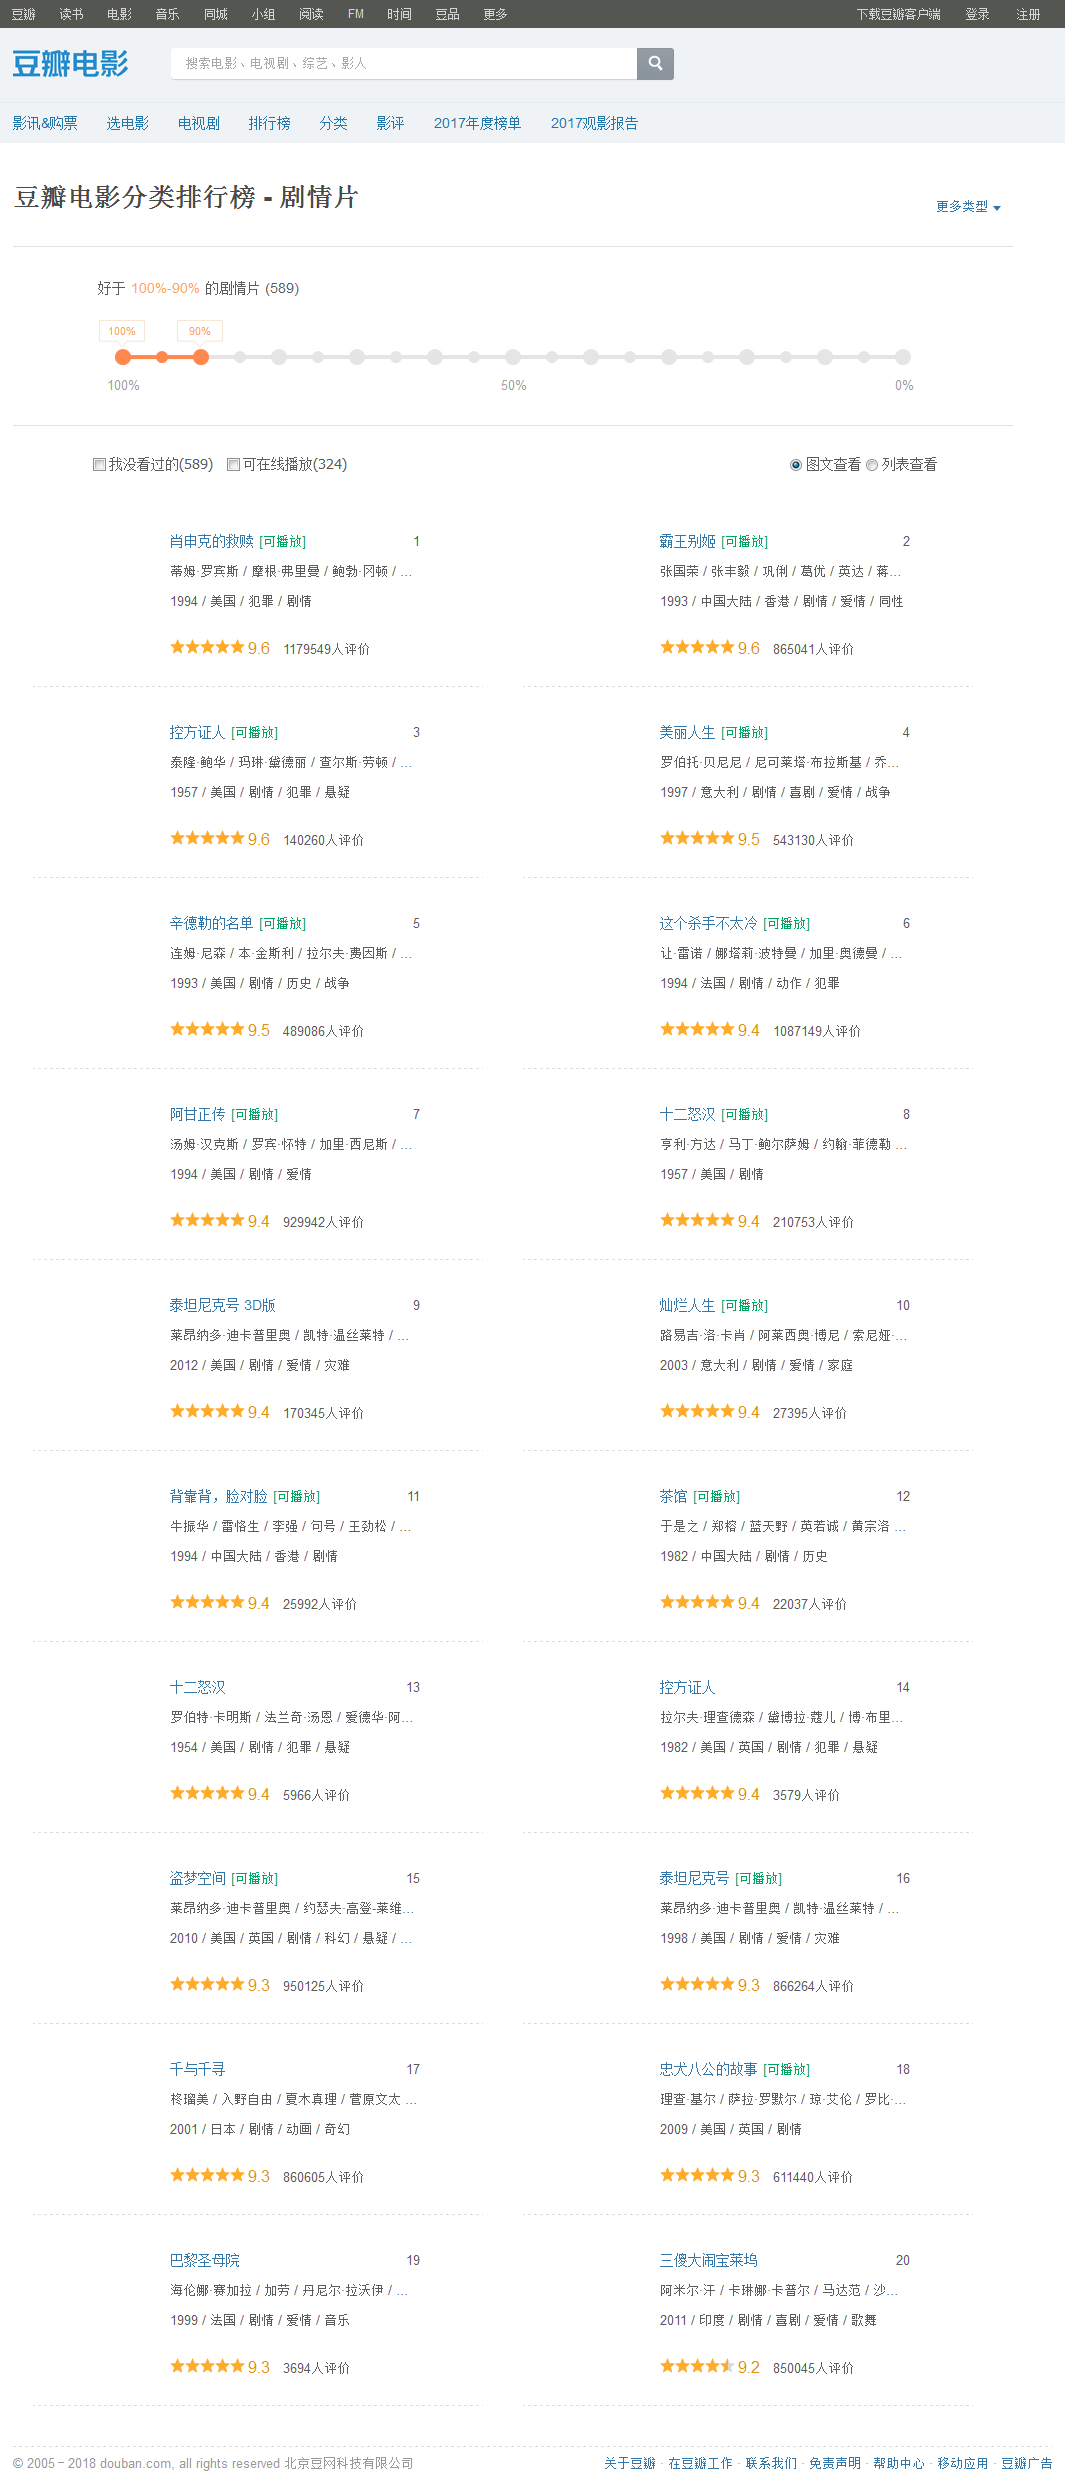 豆瓣 读书 电影 音乐 同城 小组 阅读 FM 时间 豆品 更多 下载豆瓣客户端 登录 注册
豆瓣电影 搜索电影、电视剧、综艺、影人
影讯&购票 选电影 电视剧 排行榜 分类 影评 2017年度榜单 2017观影报告
豆瓣电影分类排行榜 - 剧情片
更多类型
好于 100%-90% 的剧情片 (589)
100% 90%
100% 50% 0%
我没看过的(589) 可在线播放(324) 图文查看 列表查看
肖申克的救赎 [可播放] 1
蒂姆·罗宾斯 / 摩根·弗里曼 / 鲍勃·冈顿 / ...
1994 / 美国 / 犯罪 / 剧情
9.6 1179549人评价
霸王别姬 [可播放] 2
张国荣 / 张丰毅 / 巩俐 / 葛优 / 英达 / 蒋...
1993 / 中国大陆 / 香港 / 剧情 / 爱情 / 同性
9.6 865041人评价
控方证人 [可播放] 3
泰隆·鲍华 / 玛琳·黛德丽 / 查尔斯·劳顿 / ...
1957 / 美国 / 剧情 / 犯罪 / 悬疑
9.6 140260人评价
美丽人生 [可播放] 4
罗伯托·贝尼尼 / 尼可莱塔·布拉斯基 / 乔...
1997 / 意大利 / 剧情 / 喜剧 / 爱情 / 战争
9.5 543130人评价
辛德勒的名单 [可播放] 5
连姆·尼森 / 本·金斯利 / 拉尔夫·费因斯 / ...
1993 / 美国 / 剧情 / 历史 / 战争
9.5 489086人评价
这个杀手不太冷 [可播放] 6
让·雷诺 / 娜塔莉·波特曼 / 加里·奥德曼 / ...
1994 / 法国 / 剧情 / 动作 / 犯罪
9.4 1087149人评价
阿甘正传 [可播放] 7
汤姆·汉克斯 / 罗宾·怀特 / 加里·西尼斯 / ...
1994 / 美国 / 剧情 / 爱情
9.4 929942人评价
十二怒汉 [可播放] 8
亨利·方达 / 马丁·鲍尔萨姆 / 约翰·菲德勒 ...
1957 / 美国 / 剧情
9.4 210753人评价
泰坦尼克号 3D版 9
莱昂纳多·迪卡普里奥 / 凯特·温丝莱特 / ...
2012 / 美国 / 剧情 / 爱情 / 灾难
9.4 170345人评价
灿烂人生 [可播放] 10
路易吉·洛·卡肖 / 阿莱西奥·博尼 / 索尼娅·...
2003 / 意大利 / 剧情 / 爱情 / 家庭
9.4 27395人评价
背靠背，脸对脸 [可播放] 11
牛振华 / 雷恪生 / 李强 / 句号 / 王劲松 / ...
1994 / 中国大陆 / 香港 / 剧情
9.4 25992人评价
茶馆 [可播放] 12
于是之 / 郑榕 / 蓝天野 / 英若诚 / 黄宗洛 ...
1982 / 中国大陆 / 剧情 / 历史
9.4 22037人评价
十二怒汉 13
罗伯特·卡明斯 / 法兰奇·汤恩 / 爱德华·阿...
1954 / 美国 / 剧情 / 犯罪 / 悬疑
9.4 5966人评价
控方证人 14
拉尔夫·理查德森 / 黛博拉·蔻儿 / 博·布里...
1982 / 美国 / 英国 / 剧情 / 犯罪 / 悬疑
9.4 3579人评价
盗梦空间 [可播放] 15
莱昂纳多·迪卡普里奥 / 约瑟夫·高登-莱维...
2010 / 美国 / 英国 / 剧情 / 科幻 / 悬疑 / ...
9.3 950125人评价
泰坦尼克号 [可播放] 16
莱昂纳多·迪卡普里奥 / 凯特·温丝莱特 / ...
1998 / 美国 / 剧情 / 爱情 / 灾难
9.3 866264人评价
千与千寻 17
柊瑠美 / 入野自由 / 夏木真理 / 菅原文太 ...
2001 / 日本 / 剧情 / 动画 / 奇幻
9.3 860605人评价
忠犬八公的故事 [可播放] 18
理查·基尔 / 萨拉·罗默尔 / 琼·艾伦 / 罗比·...
2009 / 美国 / 英国 / 剧情
9.3 611440人评价
巴黎圣母院 19
海伦娜·赛加拉 / 加劳 / 丹尼尔·拉沃伊 / ...
1999 / 法国 / 剧情 / 爱情 / 音乐
9.3 3694人评价
三傻大闹宝莱坞 20
阿米尔·汗 / 卡琳娜·卡普尔 / 马达范 / 沙...
2011 / 印度 / 剧情 / 喜剧 / 爱情 / 歌舞
9.2 850045人评价
© 2005－2018 douban.com, all rights reserved 北京豆网科技有限公司 关于豆瓣 · 在豆瓣工作 · 联系我们 · 免责声明 · 帮助中心 · 移动应用 · 豆瓣广告